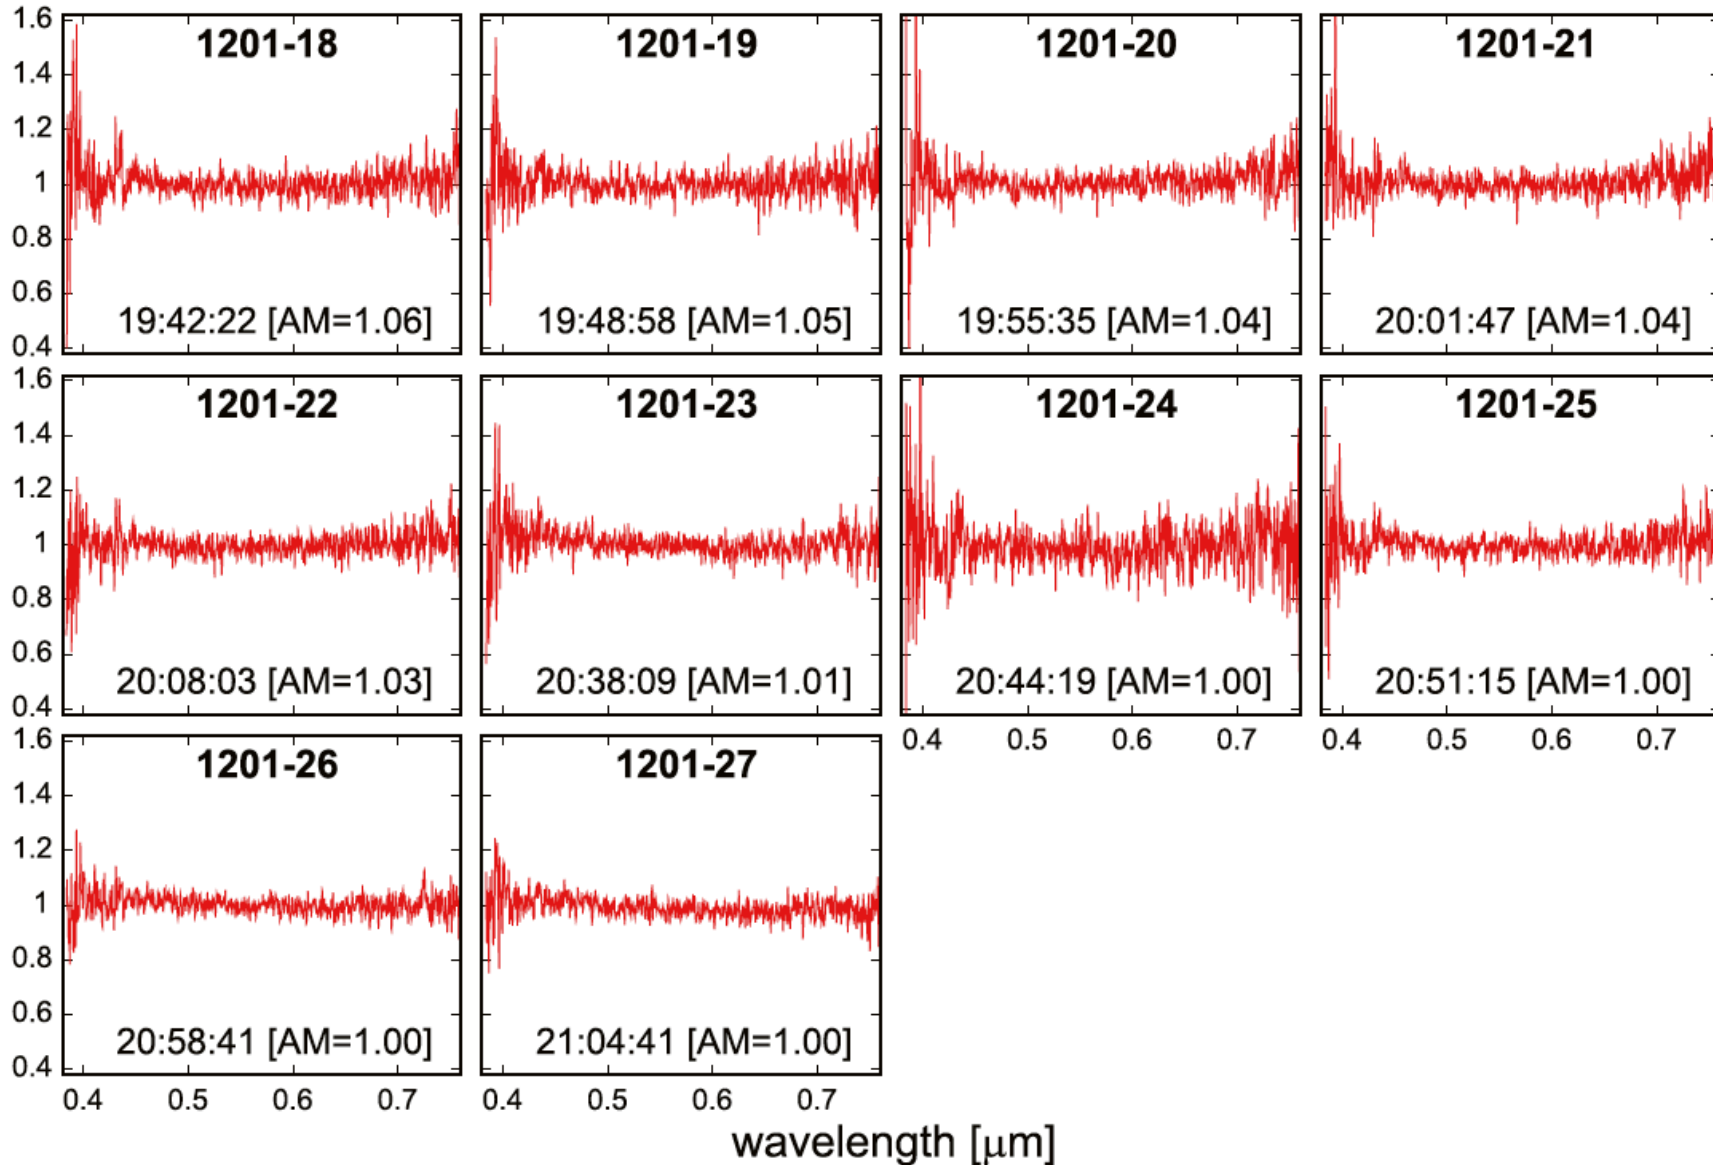 1.6
1.4
1.2
1
0.8
0.6
0.4
1201-18
19:42:22 [AM=1.06]
1201-19
19:48:58 [AM=1.05]
1201-20
19:55:35 [AM=1.04]
1201-21
20:01:47 [AM=1.04]
1.6
1.4
1.2
1
0.8
0.6
0.4
1201-22
20:08:03 [AM=1.03]
1201-23
20:38:09 [AM=1.01]
1201-24
20:44:19 [AM=1.00]
0.4 0.5 0.6 0.7
1201-25
20:51:15 [AM=1.00]
0.4 0.5 0.6 0.7
1.6
1.4
1.2
1
0.8
0.6
0.4
1201-26
20:58:41 [AM=1.00]
0.4 0.5 0.6 0.7
1201-27
21:04:41 [AM=1.00]
0.4 0.5 0.6 0.7
wavelength [μm]